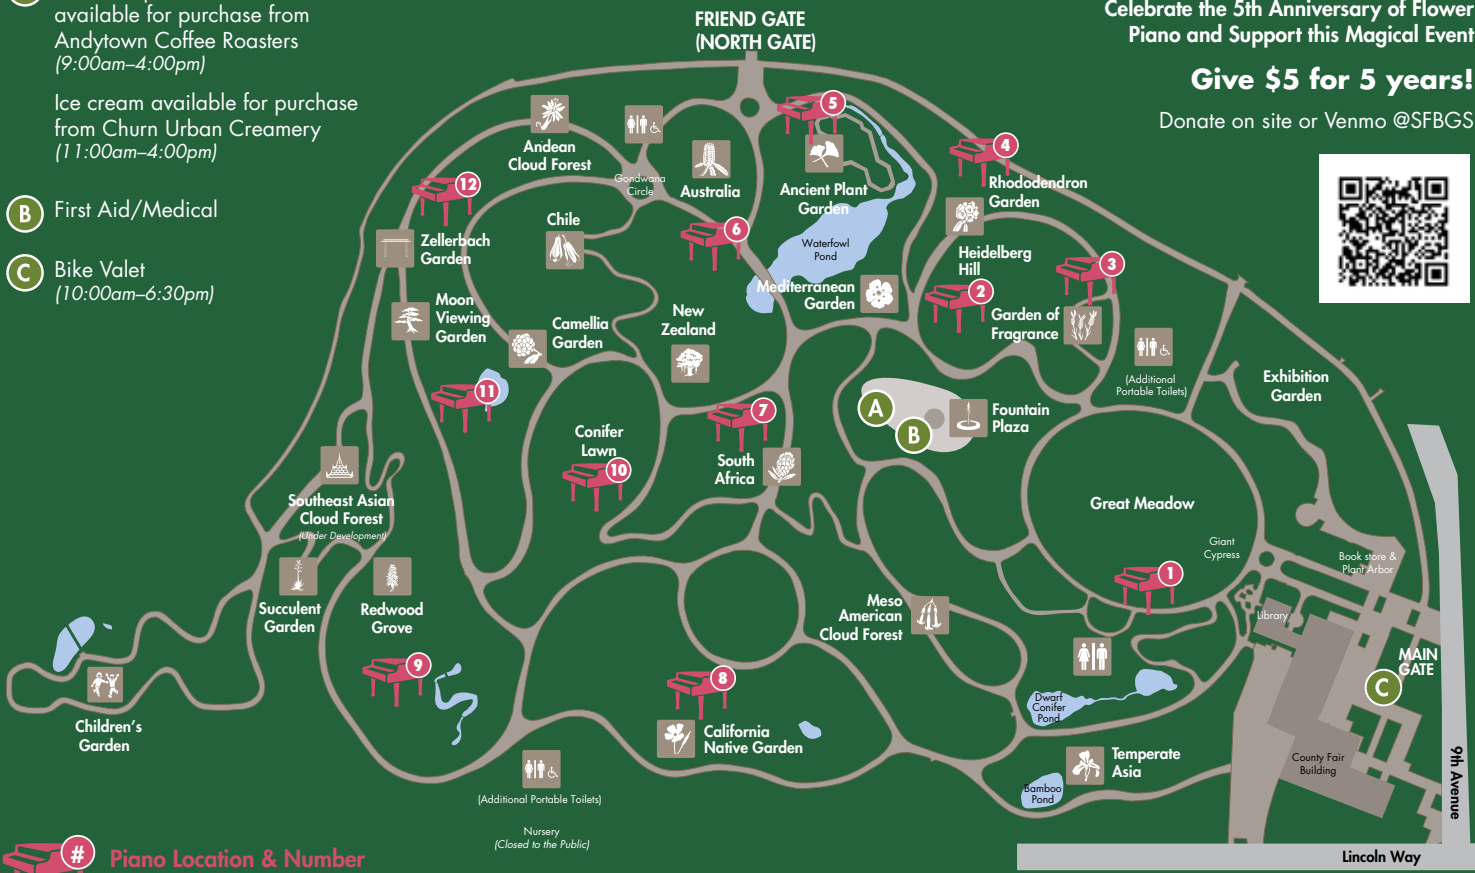 available for purchase from
Andytown Coffee Roasters
(9:00am–4:00pm)
Ice cream available for purchase
from Churn Urban Creamery
(11:00am–4:00pm)
B First Aid/Medical
C Bike Valet
(10:00am–6:30pm)
FRIEND GATE
(NORTH GATE)
Celebrate the 5th Anniversary of Flower
Piano and Support this Magical Event
Give $5 for 5 years!
Donate on site or Venmo @SFBGS
5
4
Andean
Cloud Forest
Gondwana
Circle
Australia
Ancient Plant
Garden
Rhododendron
Garden
12
Chile
6
Waterfowl
Pond
Zellerbach
Garden
Heidelberg
Hill
3
2
Mediterranean
Garden
Moon
Viewing
Garden
Camellia
Garden
New
Zealand
Garden of
Fragrance
(Additional
Portable Toilets)
Exhibition
Garden
11
7
A
B
Fountain
Plaza
Conifer
Lawn
10
South
Africa
Southeast Asian
Cloud Forest
(Under Development)
Great Meadow
Giant
Cypress
Book store &
Plant Arbor
1
Succulent
Garden
Redwood
Grove
Meso
American
Cloud Forest
Library
MAIN
GATE
C
9
8
Dwarf
Conifer
Pond
Children's
Garden
California
Native Garden
Temperate
Asia
County Fair
Building
9th Avenue
Bamboo
Pond
(Additional Portable Toilets)
Nursery
(Closed to the Public)
# Piano Location & Number
Lincoln Way